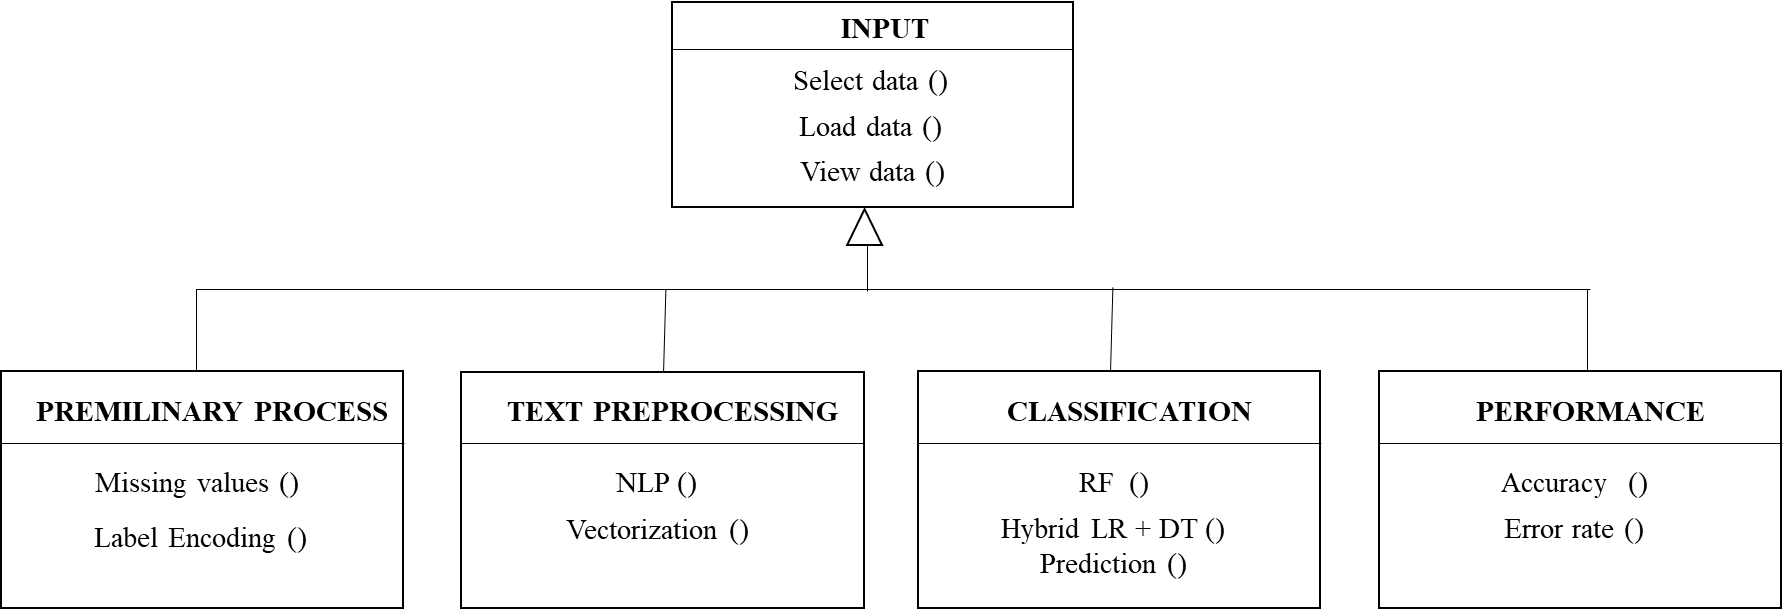 INPUT
Select data ()
Load data ()
View data ()
PREMILINARY PROCESS
Missing values ()
Label Encoding ()
TEXT PREPROCESSING
NLP ()
Vectorization ()
CLASSIFICATION
RF ()
Hybrid LR + DT ()
Prediction ()
PERFORMANCE
Accuracy ()
Error rate ()